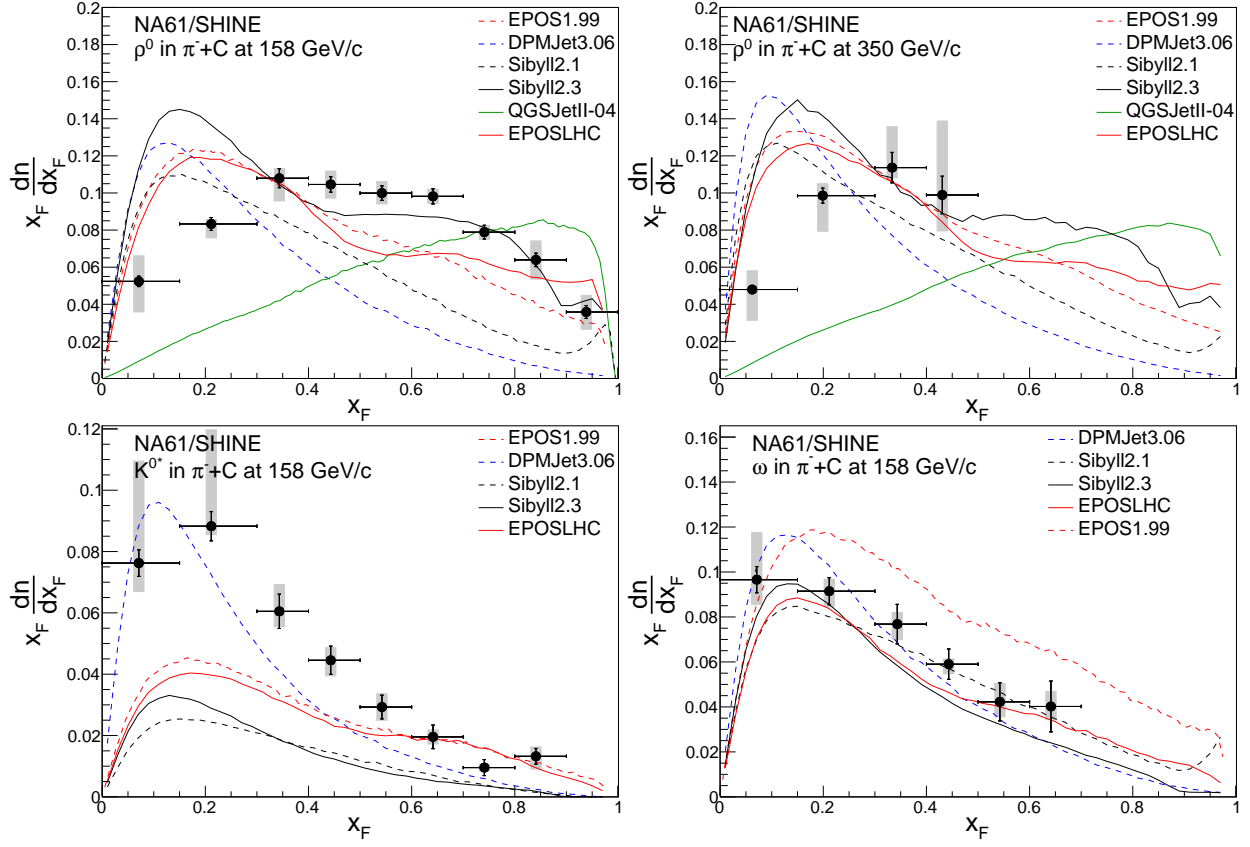 NA61/SHINE
ρ⁰ in π⁻+C at 158 GeV/c
EPOS1.99
DPMJet3.06
Sibyll2.1
Sibyll2.3
QGSJetII-04
EPOSLHC
x_F dn/dx_F
0.2
0.18
0.16
0.14
0.12
0.1
0.08
0.06
0.04
0.02
0
0 0.2 0.4 0.6 0.8 1
x_F
NA61/SHINE
ρ⁰ in π⁻+C at 350 GeV/c
EPOS1.99
DPMJet3.06
Sibyll2.1
Sibyll2.3
QGSJetII-04
EPOSLHC
x_F dn/dx_F
0.2
0.18
0.16
0.14
0.12
0.1
0.08
0.06
0.04
0.02
0
0 0.2 0.4 0.6 0.8 1
x_F
NA61/SHINE
K⁰* in π⁻+C at 158 GeV/c
EPOS1.99
DPMJet3.06
Sibyll2.1
Sibyll2.3
EPOSLHC
x_F dn/dx_F
0.12
0.1
0.08
0.06
0.04
0.02
0
0 0.2 0.4 0.6 0.8 1
x_F
NA61/SHINE
ω in π⁻+C at 158 GeV/c
DPMJet3.06
Sibyll2.1
Sibyll2.3
EPOSLHC
EPOS1.99
x_F dn/dx_F
0.16
0.14
0.12
0.1
0.08
0.06
0.04
0.02
0
0 0.2 0.4 0.6 0.8 1
x_F